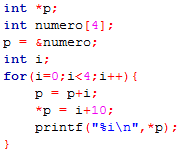 int *p;
int numero[4];
p = &numero;
int i;
for(i=0;i<4;i++){
    p = p+i;
    *p = i+10;
    printf("%i\n",*p);
}